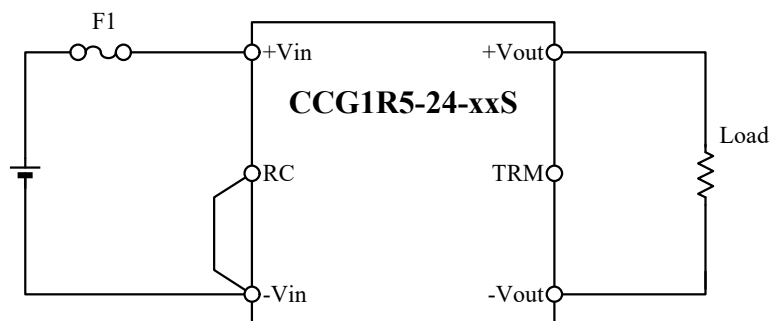 F1
+Vin
+Vout
CCG1R5-24-xxS
Load
RC
TRM
-Vin
-Vout